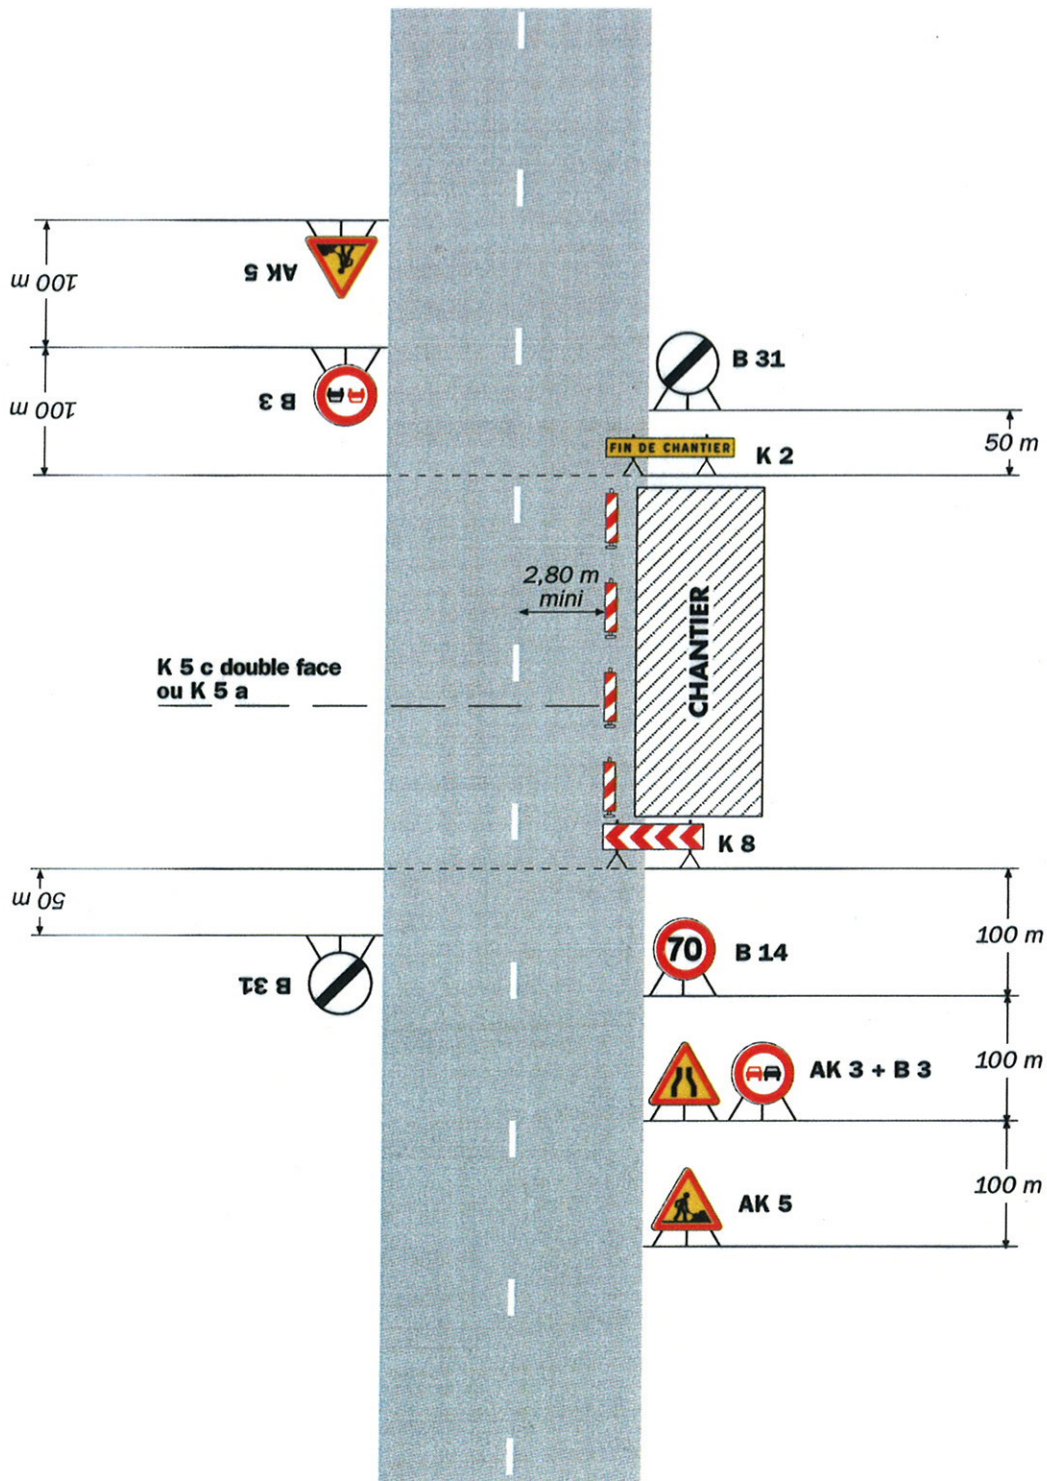 100 m
AK 5
100 m
B 3
B 31
FIN DE CHANTIER
K 2
50 m
2,80 m
mini
CHANTIER
K 5 c double face
ou K 5 a
K 8
50 m
B 31
70
B 14
100 m
AK 3 + B 3
100 m
AK 5
100 m